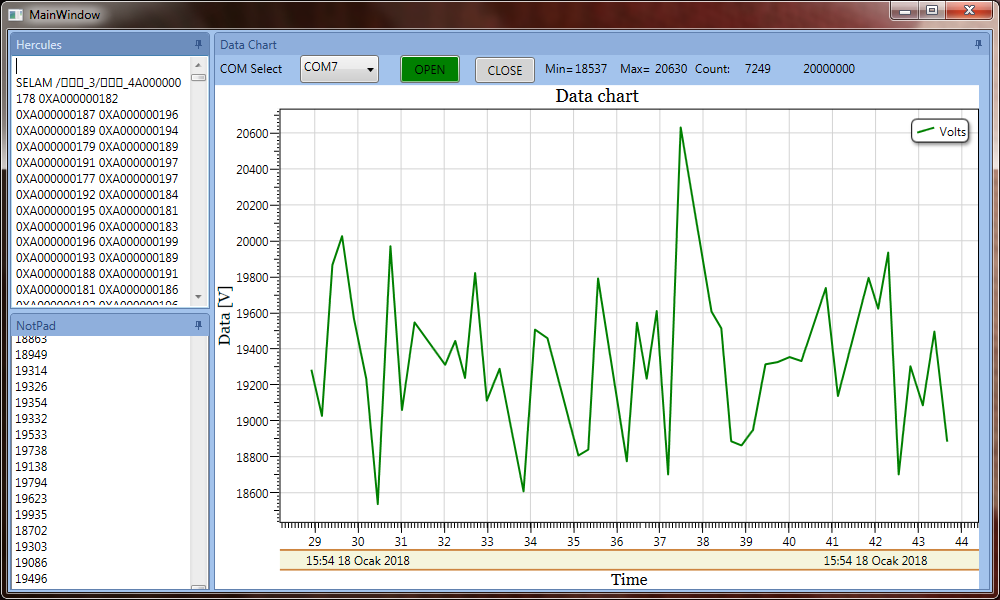 MainWindow
Hercules
SELAM /□□□_3/□□□_4A000000
178 0XA000000182
0XA000000187 0XA000000196
0XA000000189 0XA000000194
0XA000000179 0XA000000189
0XA000000191 0XA000000197
0XA000000177 0XA000000197
0XA000000192 0XA000000184
0XA000000195 0XA000000181
0XA000000196 0XA000000183
0XA000000196 0XA000000199
0XA000000193 0XA000000189
0XA000000188 0XA000000191
0XA000000181 0XA000000186
NotPad
18863
18949
19314
19326
19354
19332
19533
19738
19138
19794
19623
19935
18702
19303
19086
19496
Data Chart
COM Select COM7 OPEN CLOSE Min= 18537 Max= 20630 Count: 7249 20000000
Data chart
Volts
Data [V]
20600
20400
20200
20000
19800
19600
19400
19200
19000
18800
18600
29 30 31 32 33 34 35 36 37 38 39 40 41 42 43 44
15:54 18 Ocak 2018 15:54 18 Ocak 2018
Time